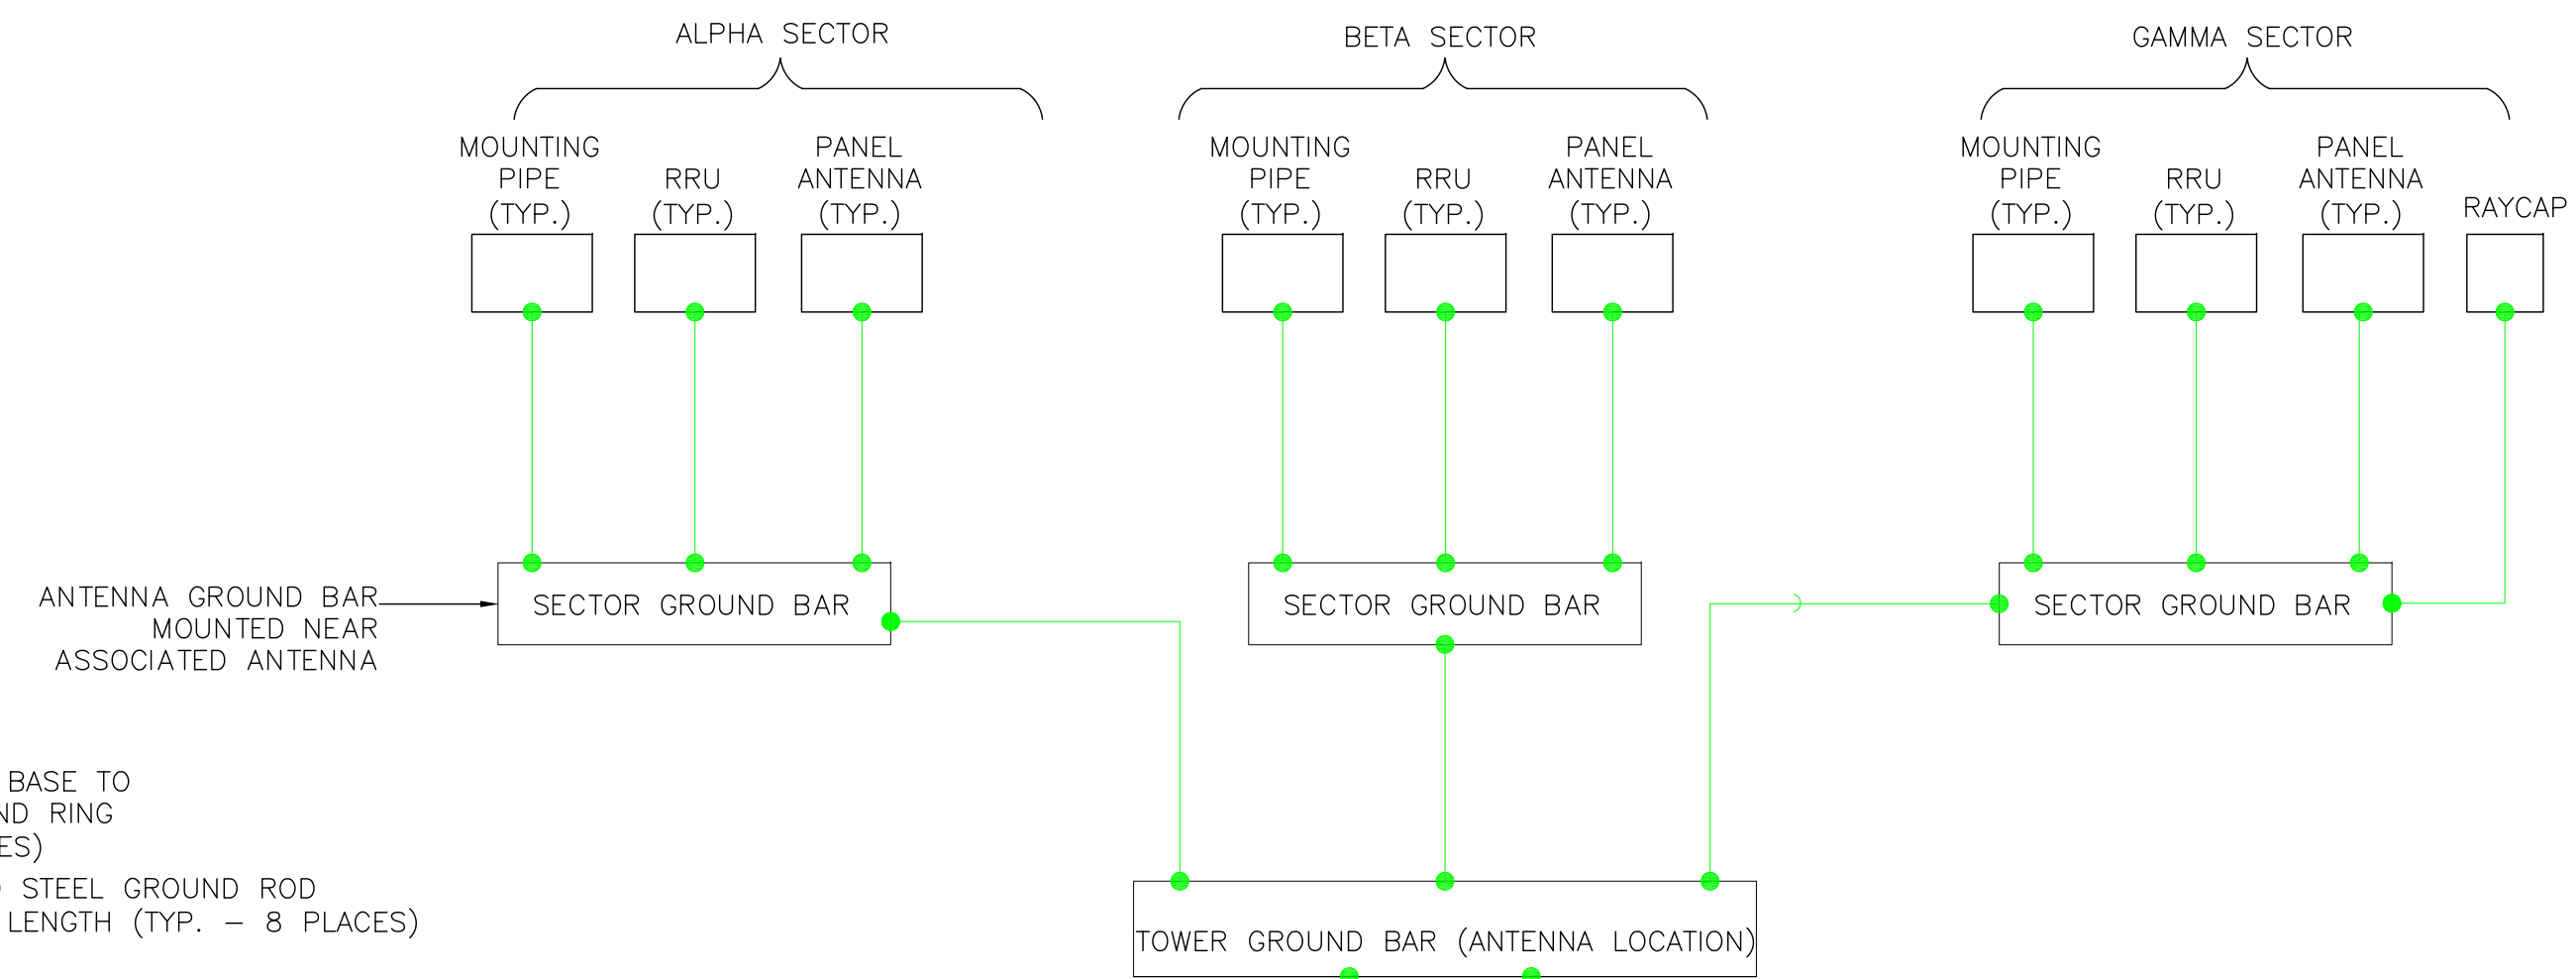 ALPHA SECTOR
BETA SECTOR
GAMMA SECTOR
MOUNTING
PIPE
(TYP.)
RRU
(TYP.)
PANEL
ANTENNA
(TYP.)
MOUNTING
PIPE
(TYP.)
RRU
(TYP.)
PANEL
ANTENNA
(TYP.)
MOUNTING
PIPE
(TYP.)
RRU
(TYP.)
PANEL
ANTENNA
(TYP.)
RAYCAP
ANTENNA GROUND BAR
MOUNTED NEAR
ASSOCIATED ANTENNA
SECTOR GROUND BAR
SECTOR GROUND BAR
SECTOR GROUND BAR
BASE TO
ND RING
ES)
STEEL GROUND ROD
LENGTH (TYP. – 8 PLACES)
TOWER GROUND BAR (ANTENNA LOCATION)